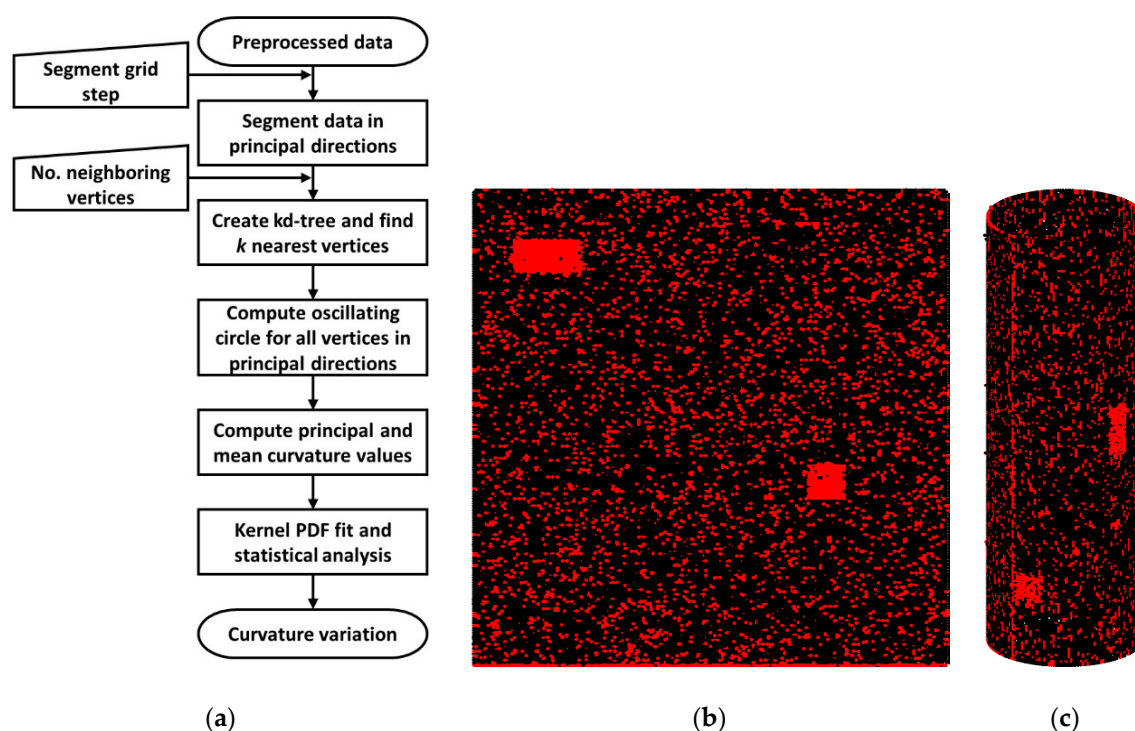 Preprocessed data
Segment grid
step
Segment data in
principal directions
No. neighboring
vertices
Create kd-tree and find
k nearest vertices
Compute oscillating
circle for all vertices in
principal directions
Compute principal and
mean curvature values
Kernel PDF fit and
statistical analysis
Curvature variation
(a)
(b)
(c)